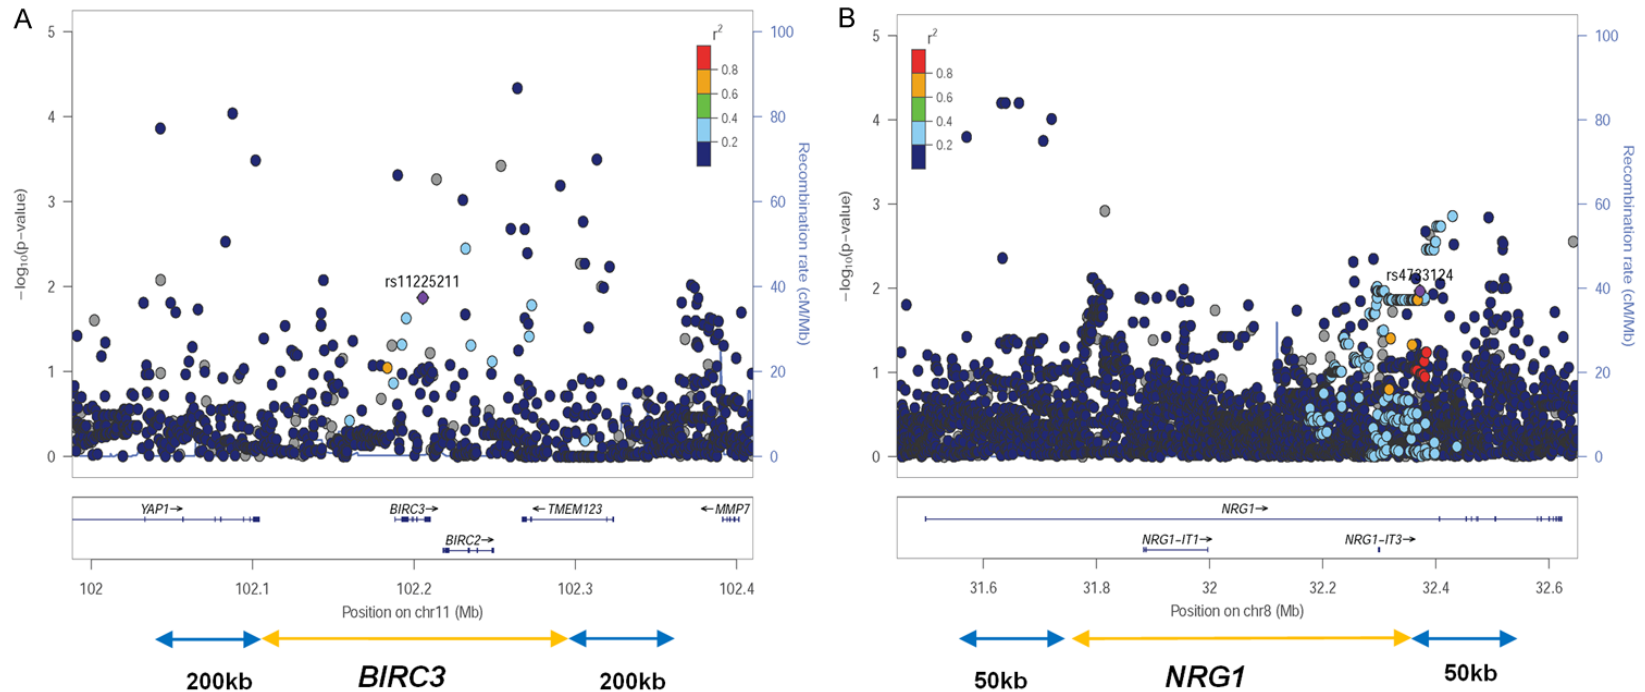 A
5
4
3
2
1
0
−log10(p−value)
100
80
60
40
20
0
Recombination rate (cM/Mb)
r2
0.8
0.6
0.4
0.2
rs11225211
YAP1→
BIRC3→
←TMEM123
←MMP7
BIRC2→
102
102.1
102.2
102.3
102.4
Position on chr11 (Mb)
200kb
BIRC3
200kb
B
5
4
3
2
1
0
−log10(p−value)
100
80
60
40
20
0
Recombination rate (cM/Mb)
r2
0.8
0.6
0.4
0.2
rs4733124
NRG1→
NRG1−IT1→
NRG1−IT3→
31.6
31.8
32
32.2
32.4
32.6
Position on chr8 (Mb)
50kb
NRG1
50kb